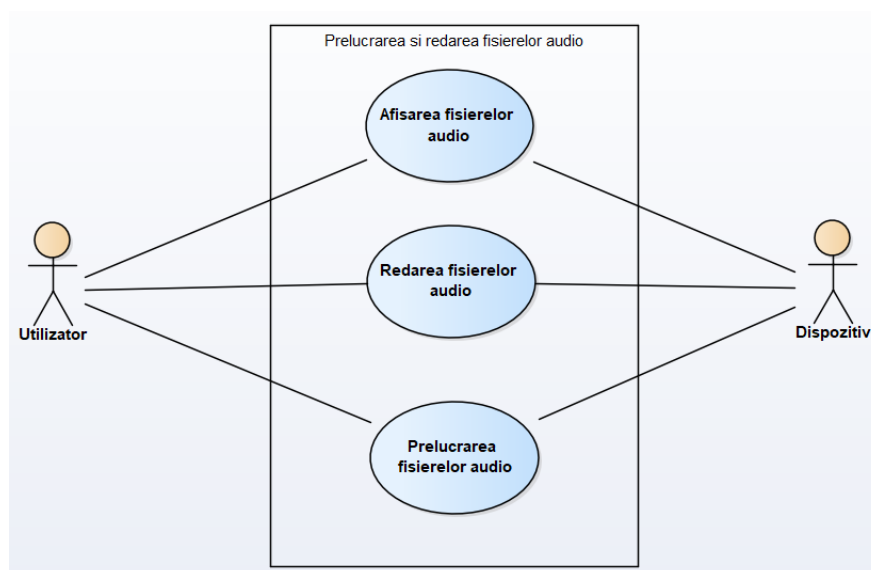 Prelucrarea si redarea fisierelor audio
Afisarea fisierelor
audio
Redarea fisierelor
audio
Utilizator
Dispozitiv
Prelucrarea
fisierelor audio